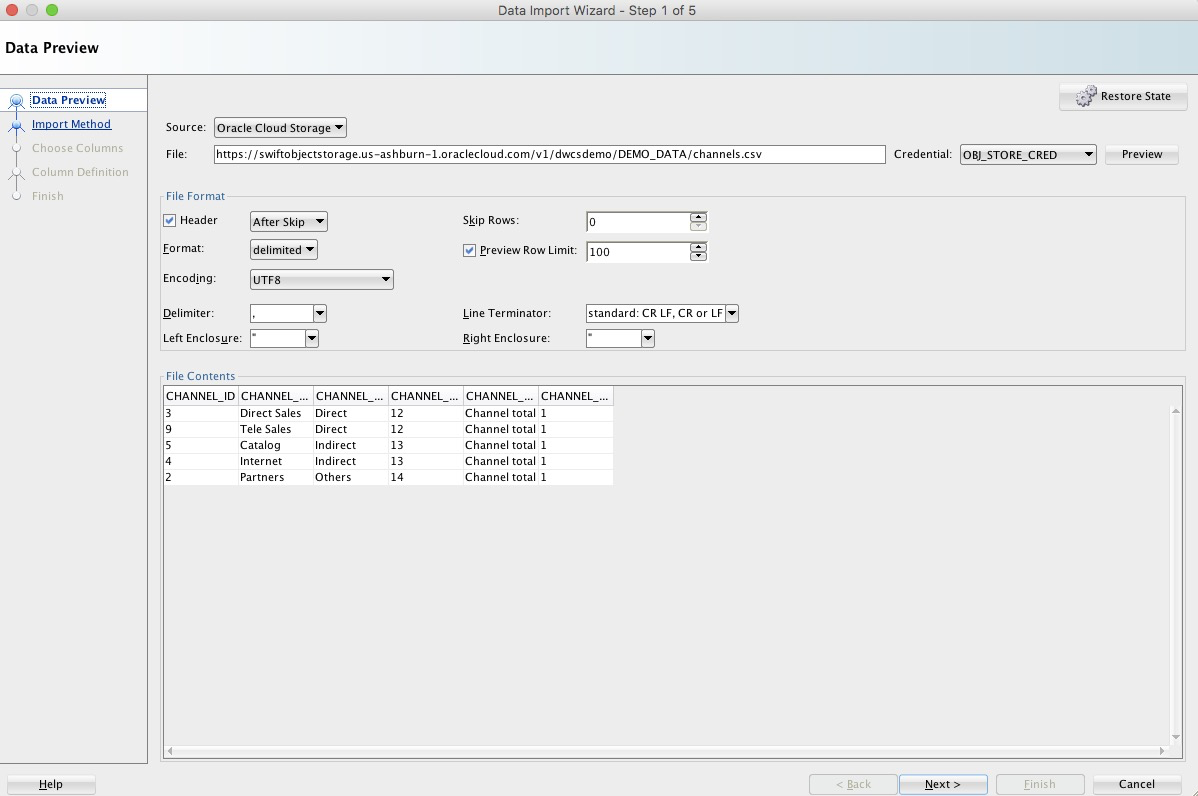 Data Import Wizard - Step 1 of 5
Data Preview
Data Preview
Import Method
Choose Columns
Column Definition
Finish
Restore State
Source: Oracle Cloud Storage
File: https://swiftobjectstorage.us-ashburn-1.oraclecloud.com/v1/dwcsdemo/DEMO_DATA/channels.csv Credential: OBJ_STORE_CRED Preview
File Format
Header After Skip Skip Rows: 0
Format: delimited Preview Row Limit: 100
Encoding: UTF8
Delimiter: , Line Terminator: standard: CR LF, CR or LF
Left Enclosure: " Right Enclosure: "
File Contents
CHANNEL_ID CHANNEL_... CHANNEL_... CHANNEL_... CHANNEL_... CHANNEL_...
3 Direct Sales Direct 12 Channel total 1
9 Tele Sales Direct 12 Channel total 1
5 Catalog Indirect 13 Channel total 1
4 Internet Indirect 13 Channel total 1
2 Partners Others 14 Channel total 1
Help < Back Next > Finish Cancel